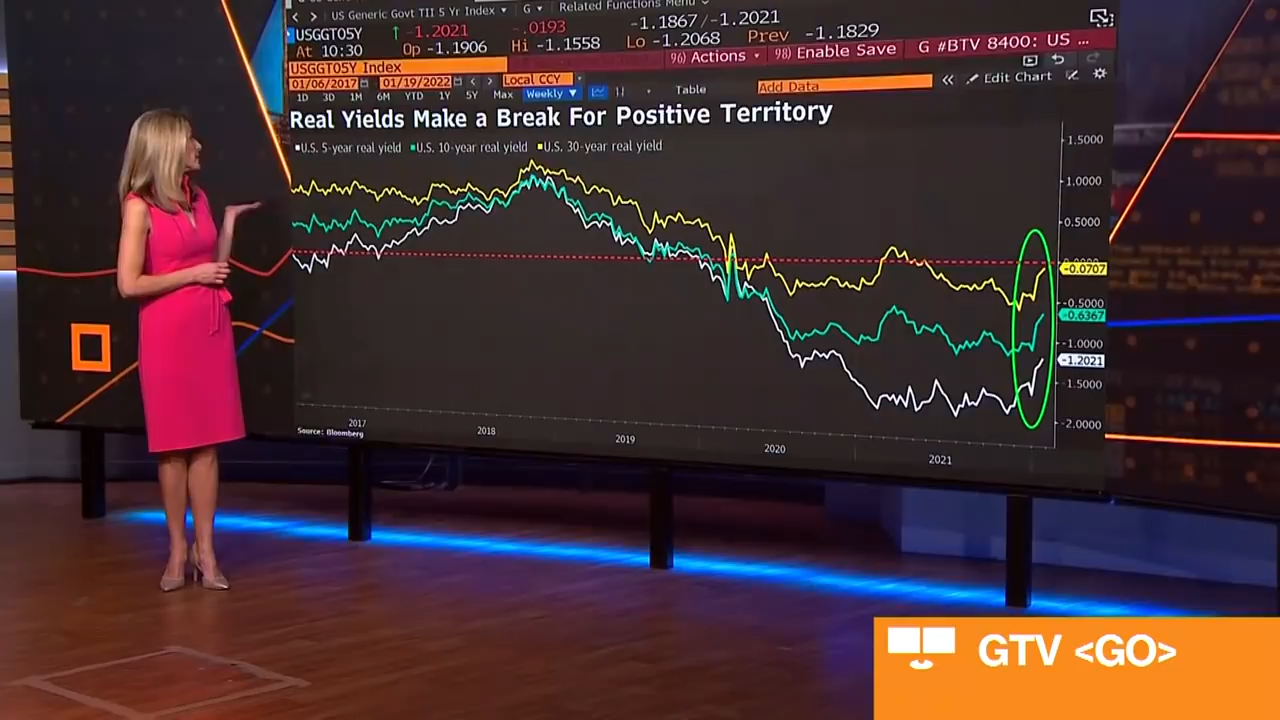 US Generic Govt TII 5 Yr Index G Related Functions Menu
USGGT05Y ↑ -1.2021 -.0193 -1.1867/-1.2021
At 10:30 Op -1.1906 Hi -1.1558 Lo -1.2068 Prev -1.1829
USGGT05Y Index 96) Actions 98) Enable Save G #BTV 8400: US ...
01/06/2017 01/19/2022 Local CCY
1D 3D 1M 6M YTD 1Y 5Y Max Weekly ▼ Table Add Data « Edit Chart
Real Yields Make a Break For Positive Territory
U.S. 5-year real yield U.S. 10-year real yield U.S. 30-year real yield
1.5000
1.0000
0.5000
-0.0707
-0.5000
-0.6367
-1.0000
-1.2021
-1.5000
-2.0000
2017 2018 2019 2020 2021
Source: Bloomberg
GTV <GO>